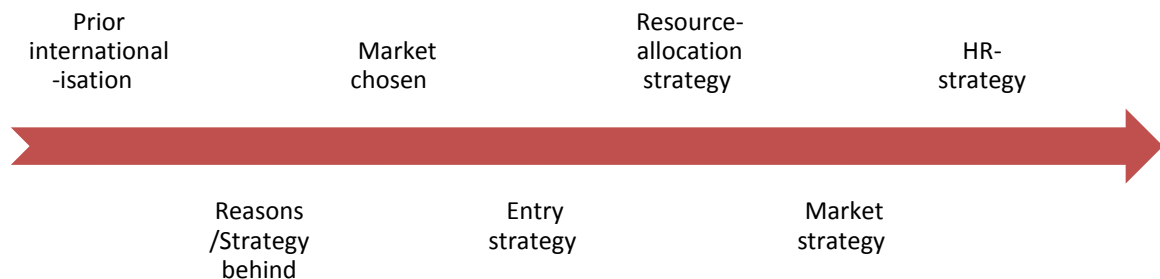 Prior
international
-isation
Reasons
/Strategy
behind
Market
chosen
Entry
strategy
Resource-
allocation
strategy
Market
strategy
HR-
strategy